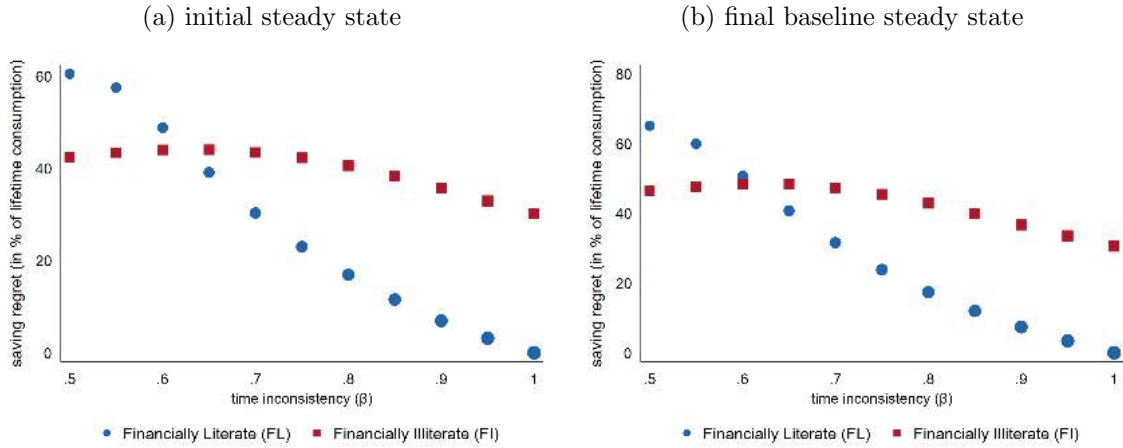 (a) initial steady state
(b) final baseline steady state
saving regret (in % of lifetime consumption)
60
40
20
0
.5 .6 .7 .8 .9 1
time inconsistency (β)
Financially Literate (FL) Financially Illiterate (FI)
saving regret (in % of lifetime consumption)
80
60
40
20
0
.5 .6 .7 .8 .9 1
time inconsistency (β)
Financially Literate (FL) Financially Illiterate (FI)